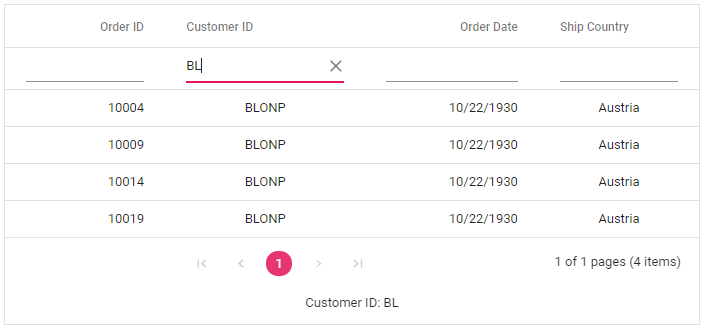 Order ID Customer ID Order Date Ship Country
BL
10004 BLONP 10/22/1930 Austria
10009 BLONP 10/22/1930 Austria
10014 BLONP 10/22/1930 Austria
10019 BLONP 10/22/1930 Austria
1 1 of 1 pages (4 items)
Customer ID: BL